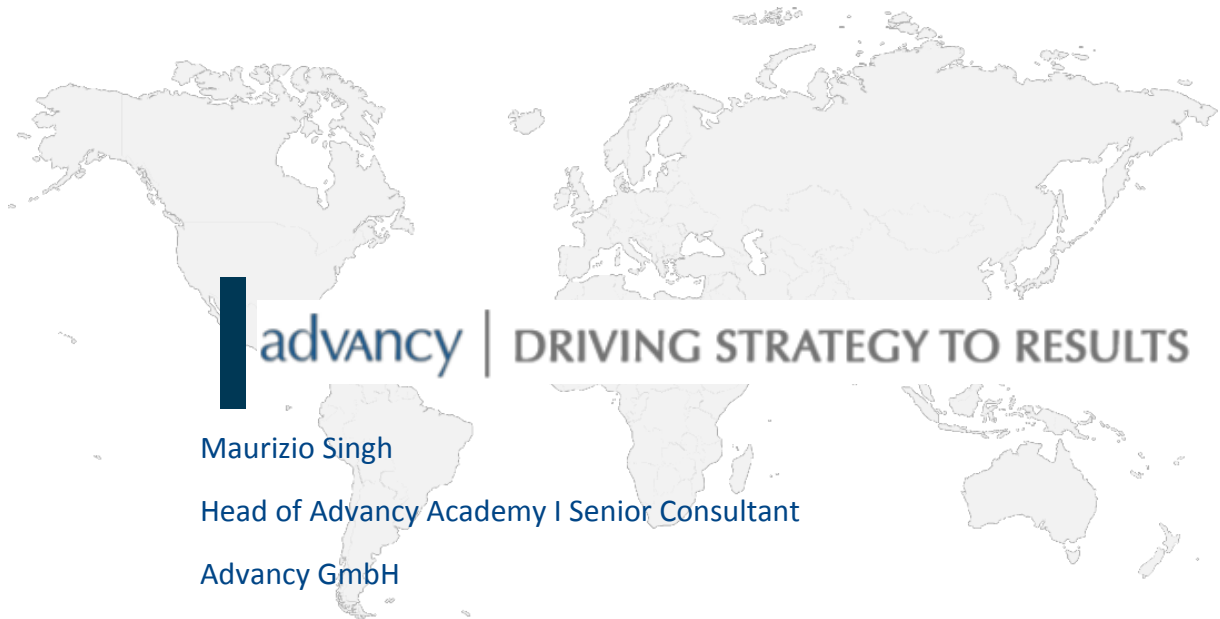 advancy | DRIVING STRATEGY TO RESULTS
Maurizio Singh
Head of Advancy Academy I Senior Consultant
Advancy GmbH